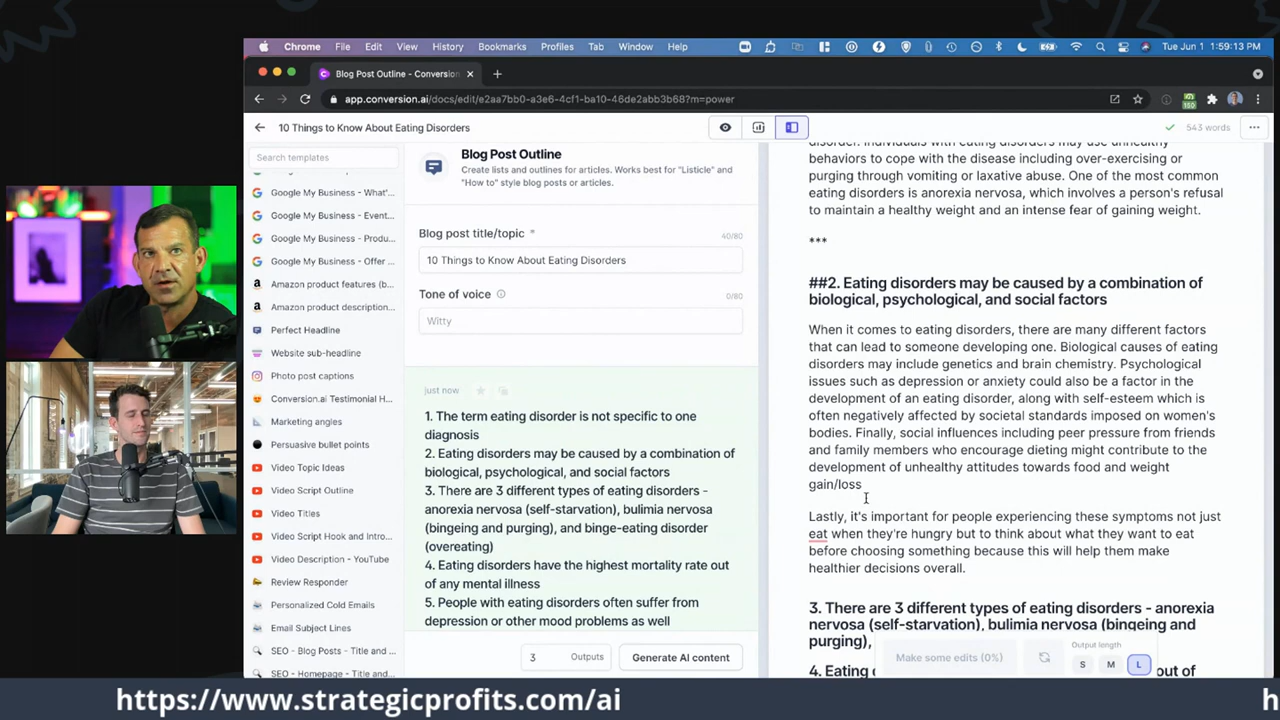 Chrome File Edit View History Bookmarks Profiles Tab Window Help Tue Jun 1 1:59:13 PM
Blog Post Outline - Conversion
app.conversion.ai/docs/edit/e2aa7bb0-a3e6-4cf1-ba10-46de2abb3b68?m=power
150
10 Things to Know About Eating Disorders
543 words
Search templates
Google My Business - What'...
Google My Business - Event...
Google My Business - Produ...
Google My Business - Offer ...
Amazon product features (b...
Amazon product description...
Perfect Headline
Website sub-headline
Photo post captions
Conversion.ai Testimonial H...
Marketing angles
Persuasive bullet points
Video Topic Ideas
Video Script Outline
Video Titles
Video Script Hook and Intro...
Video Description - YouTube
Review Responder
Personalized Cold Emails
Email Subject Lines
SEO - Blog Posts - Title and ...
SEO - Homepage - Title and...
Blog Post Outline
Create lists and outlines for articles. Works best for "Listicle" and
"How to" style blog posts or articles.
Blog post title/topic *
40/80
10 Things to Know About Eating Disorders
Tone of voice
0/80
Witty
just now
1. The term eating disorder is not specific to one
diagnosis
2. Eating disorders may be caused by a combination of
biological, psychological, and social factors
3. There are 3 different types of eating disorders -
anorexia nervosa (self-starvation), bulimia nervosa
(bingeing and purging), and binge-eating disorder
(overeating)
4. Eating disorders have the highest mortality rate out
of any mental illness
5. People with eating disorders often suffer from
depression or other mood problems as well
3 Outputs
Generate AI content
disorder. Individuals with eating disorders may use unhealthy
behaviors to cope with the disease including over-exercising or
purging through vomiting or laxative abuse. One of the most common
eating disorders is anorexia nervosa, which involves a person's refusal
to maintain a healthy weight and an intense fear of gaining weight.
***
##2. Eating disorders may be caused by a combination of
biological, psychological, and social factors
When it comes to eating disorders, there are many different factors
that can lead to someone developing one. Biological causes of eating
disorders may include genetics and brain chemistry. Psychological
issues such as depression or anxiety could also be a factor in the
development of an eating disorder, along with self-esteem which is
often negatively affected by societal standards imposed on women's
bodies. Finally, social influences including peer pressure from friends
and family members who encourage dieting might contribute to the
development of unhealthy attitudes towards food and weight
gain/loss
Lastly, it's important for people experiencing these symptoms not just
eat when they're hungry but to think about what they want to eat
before choosing something because this will help them make
healthier decisions overall.
3. There are 3 different types of eating disorders - anorexia
nervosa (self-starvation), bulimia nervosa (bingeing and
purging),
4. Eating
out of
Make some edits (0%)
Output length
S M L
https://www.strategicprofits.com/ai
h